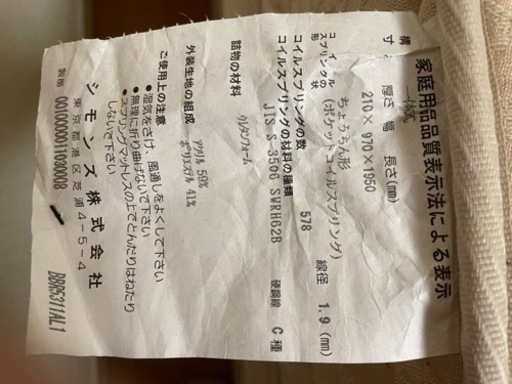 家庭用品品質表示法による表示
構造
寸 厚さ 幅 長さ(mm)
210×970×1950
コイル
スプリングの
形
ちょうちん形
(ポケットコイルスプリング)
線径 1.9 (mm)
コイルスプリングの数 578
コイルスプリングの材料の種類
JIS S 3506 SWRH62B 硬鋼線 C種
詰物の材料
ウレタンフォーム
外装生地の組成
アクリル 59%
ポリエステル 41%
ご使用上の注意
●湿気をさけ、風通しをよくして下さい
●無理に折り曲げないで下さい
●スプリングマットレスの上でとんだりはねたり
しないで下さい
シモンズ株式会社
東京都港区芝浦4-5-4
製番 0010000011030008
BBR5311AL1